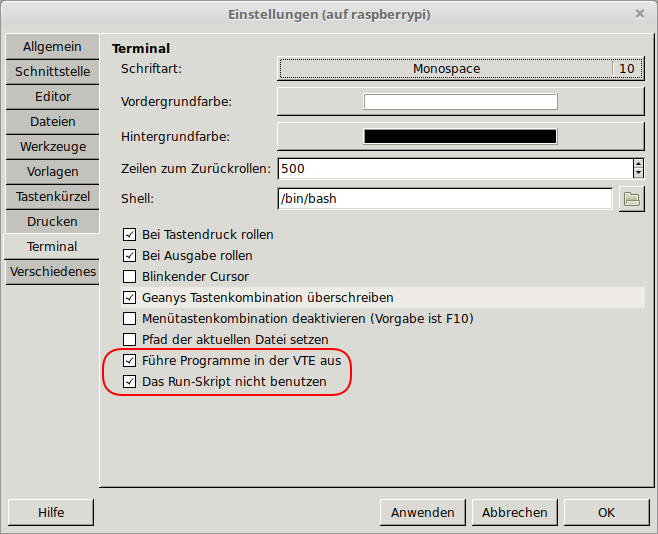 Einstellungen (auf raspberrypi)
Allgemein
Schnittstelle
Editor
Dateien
Werkzeuge
Vorlagen
Tastenkürzel
Drucken
Terminal
Verschiedenes
Terminal
Schriftart: Monospace 10
Vordergrundfarbe:
Hintergrundfarbe:
Zeilen zum Zurückrollen: 500
Shell: /bin/bash
Bei Tastendruck rollen
Bei Ausgabe rollen
Blinkender Cursor
Geanys Tastenkombination überschreiben
Menütastenkombination deaktivieren (Vorgabe ist F10)
Pfad der aktuellen Datei setzen
Führe Programme in der VTE aus
Das Run-Skript nicht benutzen
Hilfe Anwenden Abbrechen OK